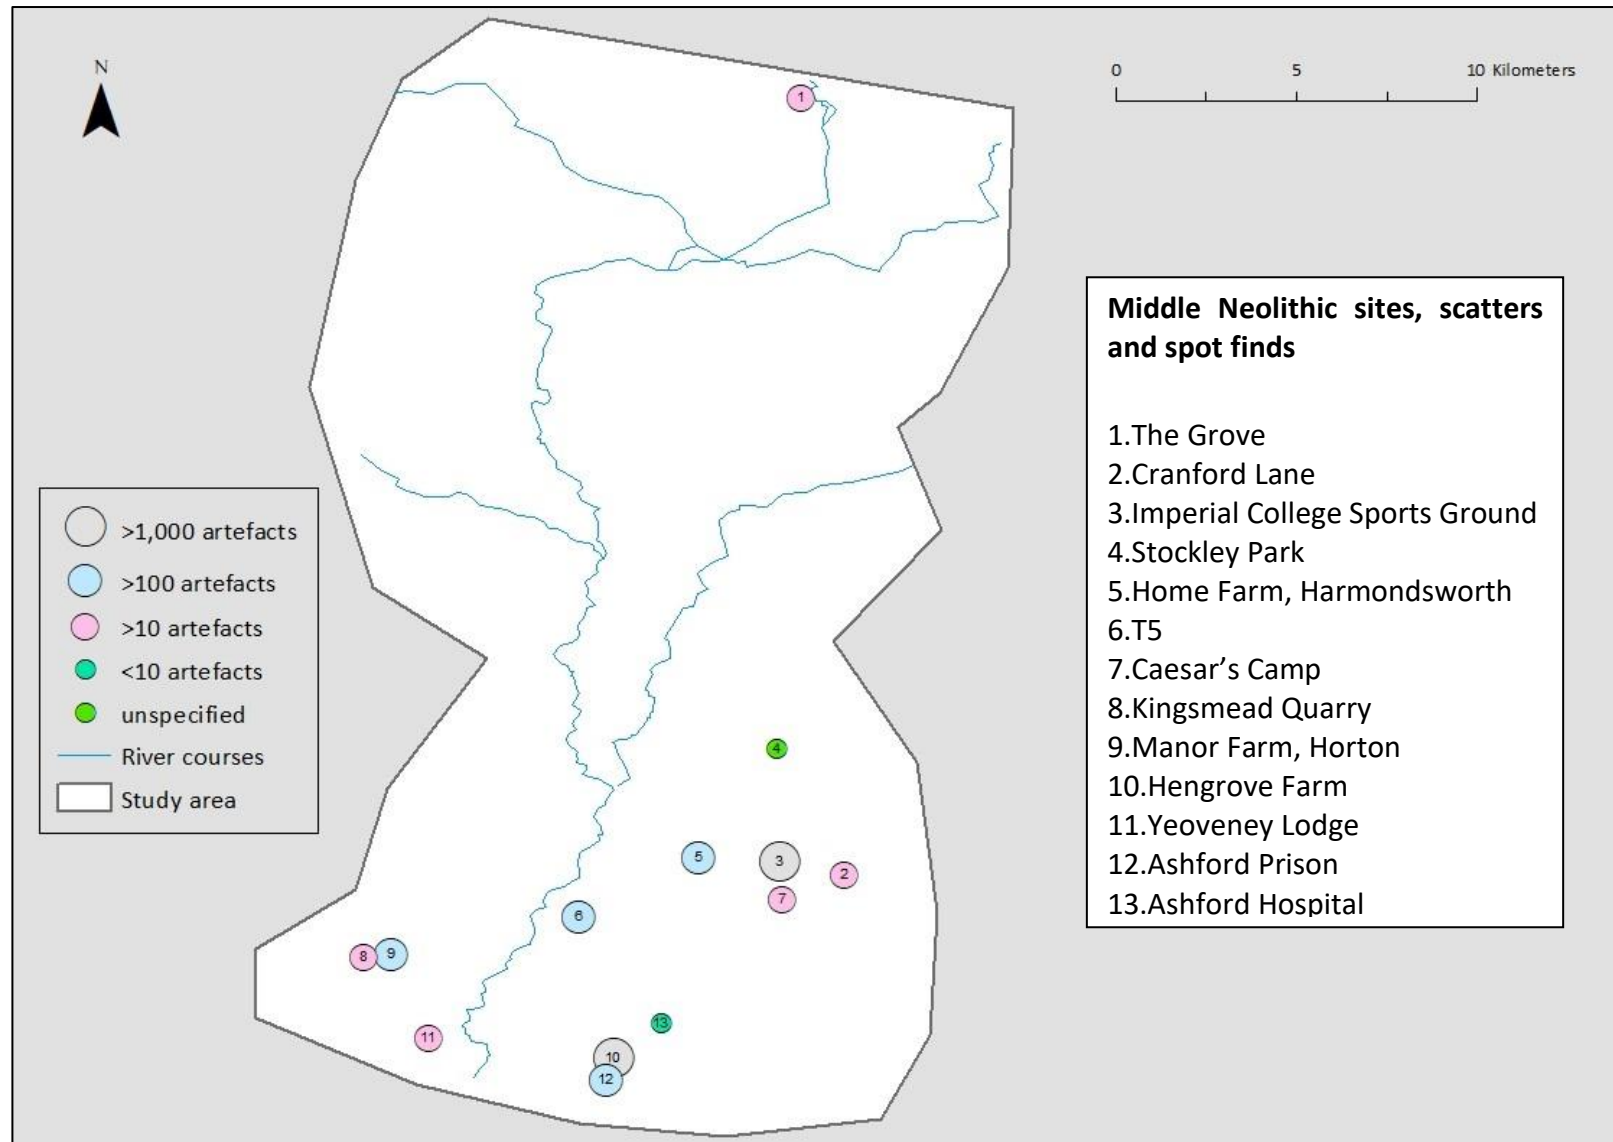 N
0 5 10 Kilometers
1
Middle Neolithic sites, scatters
and spot finds
1.The Grove
2.Cranford Lane
3.Imperial College Sports Ground
4.Stockley Park
5.Home Farm, Harmondsworth
6.T5
7.Caesar’s Camp
8.Kingsmead Quarry
9.Manor Farm, Horton
10.Hengrove Farm
11.Yeoveney Lodge
12.Ashford Prison
13.Ashford Hospital
>1,000 artefacts
>100 artefacts
>10 artefacts
<10 artefacts
unspecified
River courses
Study area
4
5
3
2
7
6
8
9
13
11
10
12